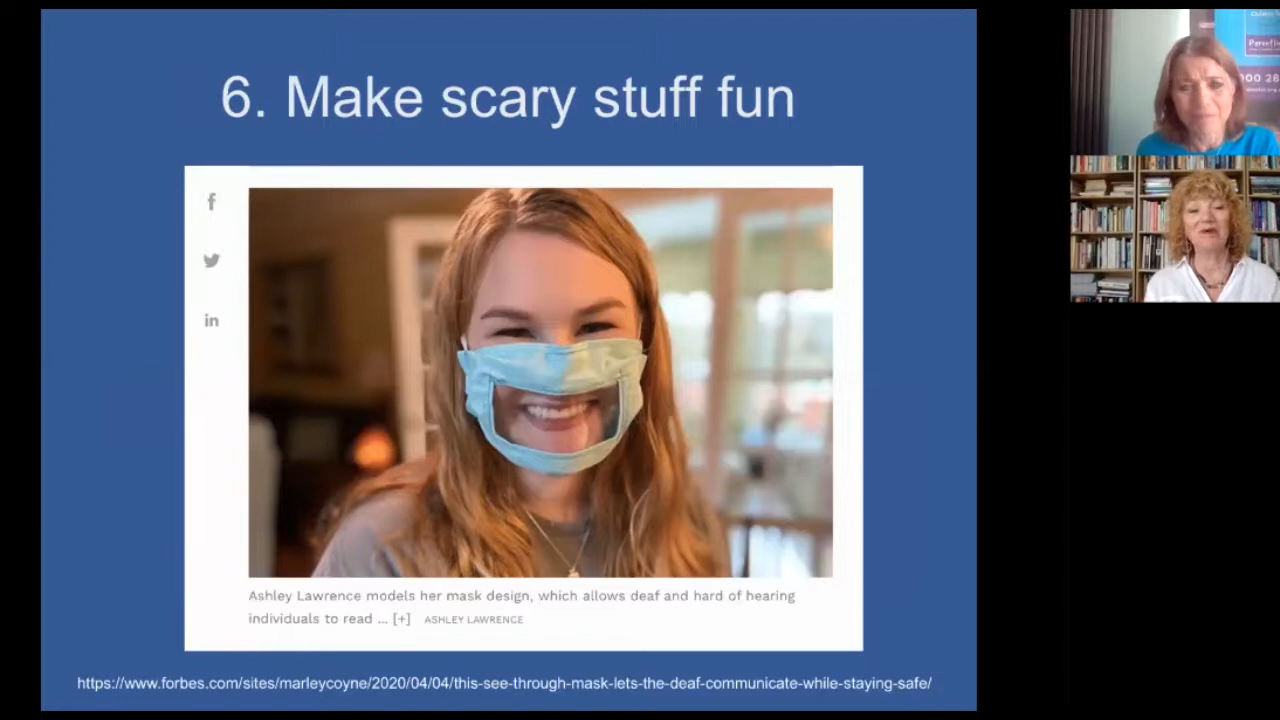 6. Make scary stuff fun
f
in
Ashley Lawrence models her mask design, which allows deaf and hard of hearing
individuals to read ... [+] ASHLEY LAWRENCE
https://www.forbes.com/sites/marleycoyne/2020/04/04/this-see-through-mask-lets-the-deaf-communicate-while-staying-safe/